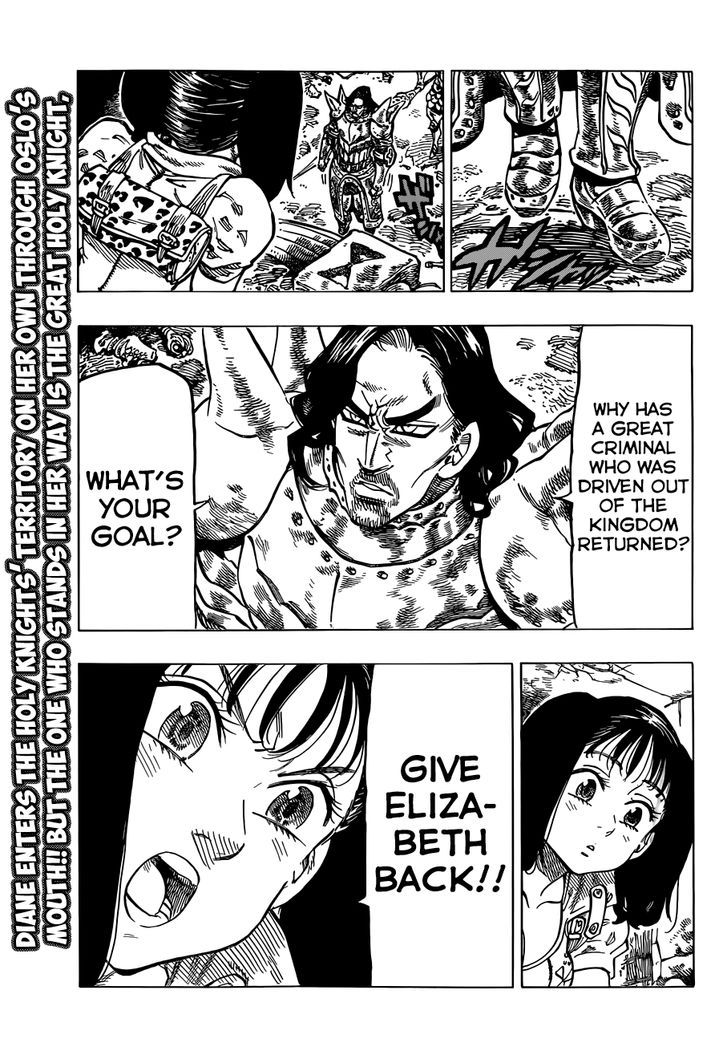 DIANE ENTERS THE HOLY KNIGHTS' TERRITORY ON HER OWN THROUGH OSLO'S
MOUTH!! BUT THE ONE WHO STANDS IN HER WAY IS THE GREAT HOLY KNIGHT,
WHY HAS
A GREAT
CRIMINAL
WHO WAS
DRIVEN OUT
OF THE
KINGDOM
RETURNED?
WHAT'S
YOUR
GOAL?
GIVE
ELIZA-
BETH
BACK!!